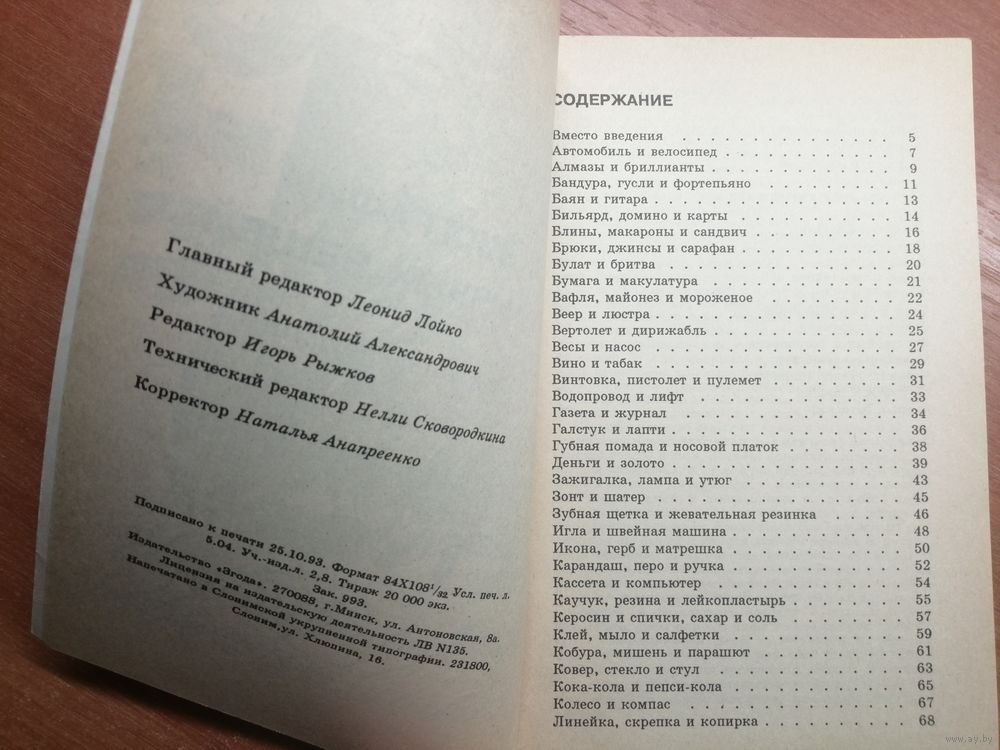 Главный редактор Леонид Лойко
Художник Анатолий Александрович
Редактор Игорь Рыжков
Технический редактор Нелли Сковородкина
Корректор Наталья Анапреенко
Подписано к печати 25.10.93. Формат 84X108 1/32 Усл. печ. л.
5.04. Уч.-изд.л. 2,8. Тираж 20 000 экз.
Зак. 993.
Издательство «Згода». 270088, г.Минск, ул. Антоновская, 8а.
Лицензия на издательскую деятельность ЛВ N135.
Напечатано в Слонимской укрупненной типографии. 231800,
Слоним,ул. Хлюпина, 16.
СОДЕРЖАНИЕ
Вместо введения . . . . . . . . . . . . 5
Автомобиль и велосипед . . . . . . . . . . 7
Алмазы и бриллианты . . . . . . . . . . . 9
Бандура, гусли и фортепьяно . . . . . . . . 11
Баян и гитара . . . . . . . . . . . . . 13
Бильярд, домино и карты . . . . . . . . . 14
Блины, макароны и сандвич . . . . . . . . . 16
Брюки, джинсы и сарафан . . . . . . . . . 18
Булат и бритва . . . . . . . . . . . . 20
Бумага и макулатура . . . . . . . . . . . 21
Вафля, майонез и мороженое . . . . . . . . 22
Веер и люстра . . . . . . . . . . . . . 24
Вертолет и дирижабль . . . . . . . . . . 25
Весы и насос . . . . . . . . . . . . . 27
Вино и табак . . . . . . . . . . . . . 29
Винтовка, пистолет и пулемет . . . . . . . . 31
Водопровод и лифт . . . . . . . . . . . 33
Газета и журнал . . . . . . . . . . . . 34
Галстук и лапти . . . . . . . . . . . . 36
Губная помада и носовой платок . . . . . . . 38
Деньги и золото . . . . . . . . . . . . 39
Зажигалка, лампа и утюг . . . . . . . . . 43
Зонт и шатер . . . . . . . . . . . . . 45
Зубная щетка и жевательная резинка . . . . . 46
Игла и швейная машина . . . . . . . . . . 48
Икона, герб и матрешка . . . . . . . . . . 50
Карандаш, перо и ручка . . . . . . . . . . 52
Кассета и компьютер . . . . . . . . . . . 54
Каучук, резина и лейкопластырь . . . . . . . 55
Керосин и спички, сахар и соль . . . . . . . 57
Клей, мыло и салфетки . . . . . . . . . . 59
Кобура, мишень и парашют . . . . . . . . . 61
Ковер, стекло и стул . . . . . . . . . . . 63
Кока-кола и пепси-кола . . . . . . . . . . 65
Колесо и компас . . . . . . . . . . . . 67
Линейка, скрепка и копирка . . . . . . . . 68
www.ay.by